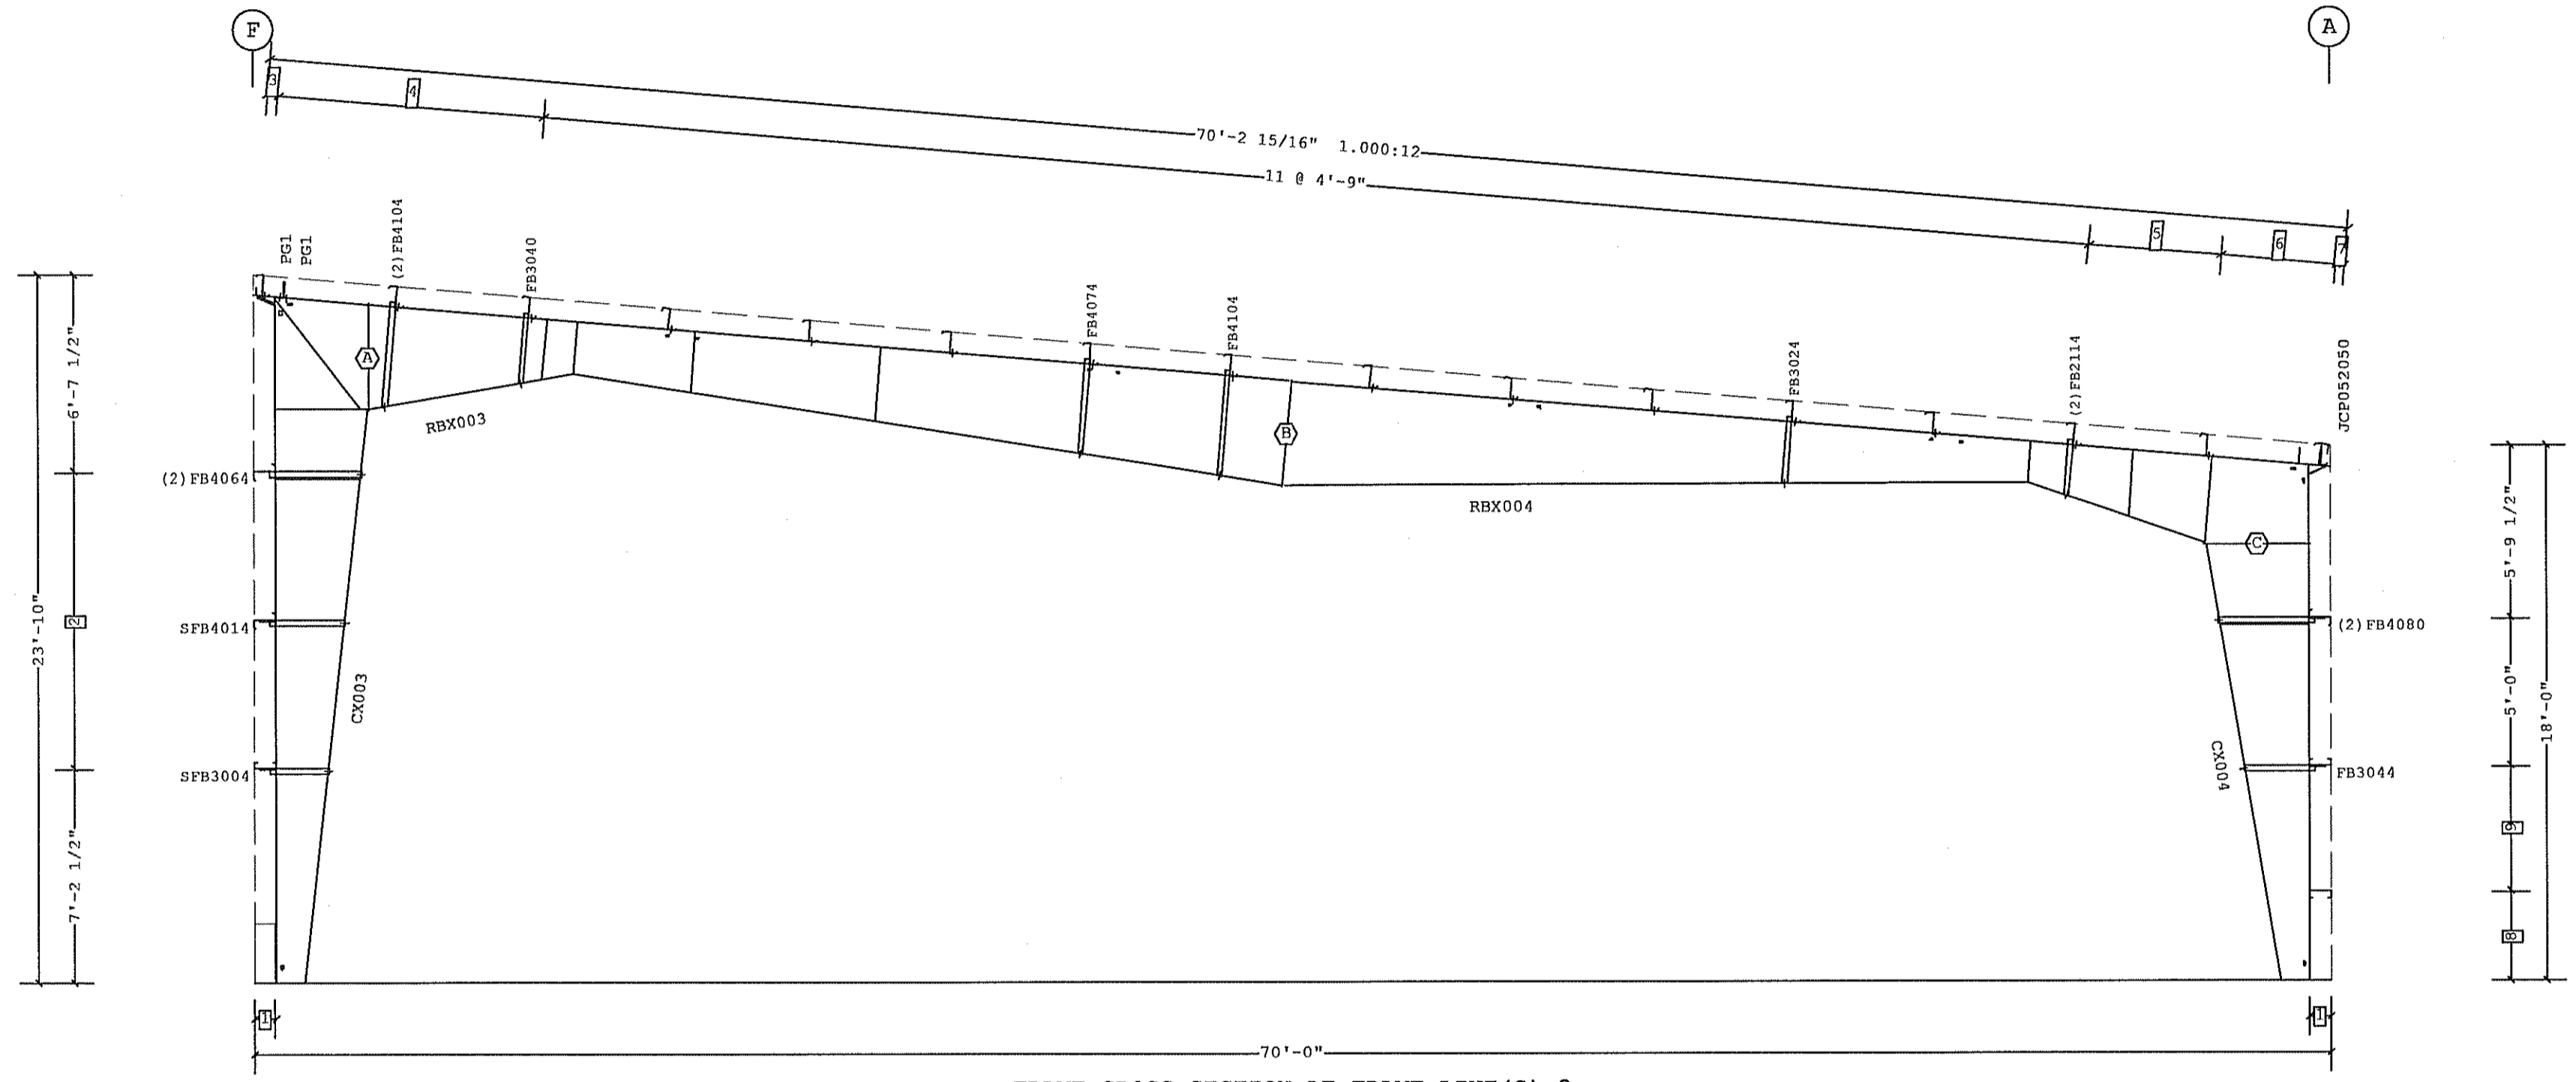 F
A
3
4
70'-2 15/16" 1.000:12
11 @ 4'-9"
5
6
7
PG1
PG1
(2)FB4104
FB3040
FB4074
FB4104
FB3024
(2)FB2114
JCP052050
A
B
C
RBX003
RBX004
6'-7 1/2"
23'-10"
2
7'-2 1/2"
(2)FB4064
SFB4014
SFB3004
CX003
CX004
(2)FB4080
FB3044
5'-9 1/2"
5'-0"
18'-0"
9
8
1
1
70'-0"